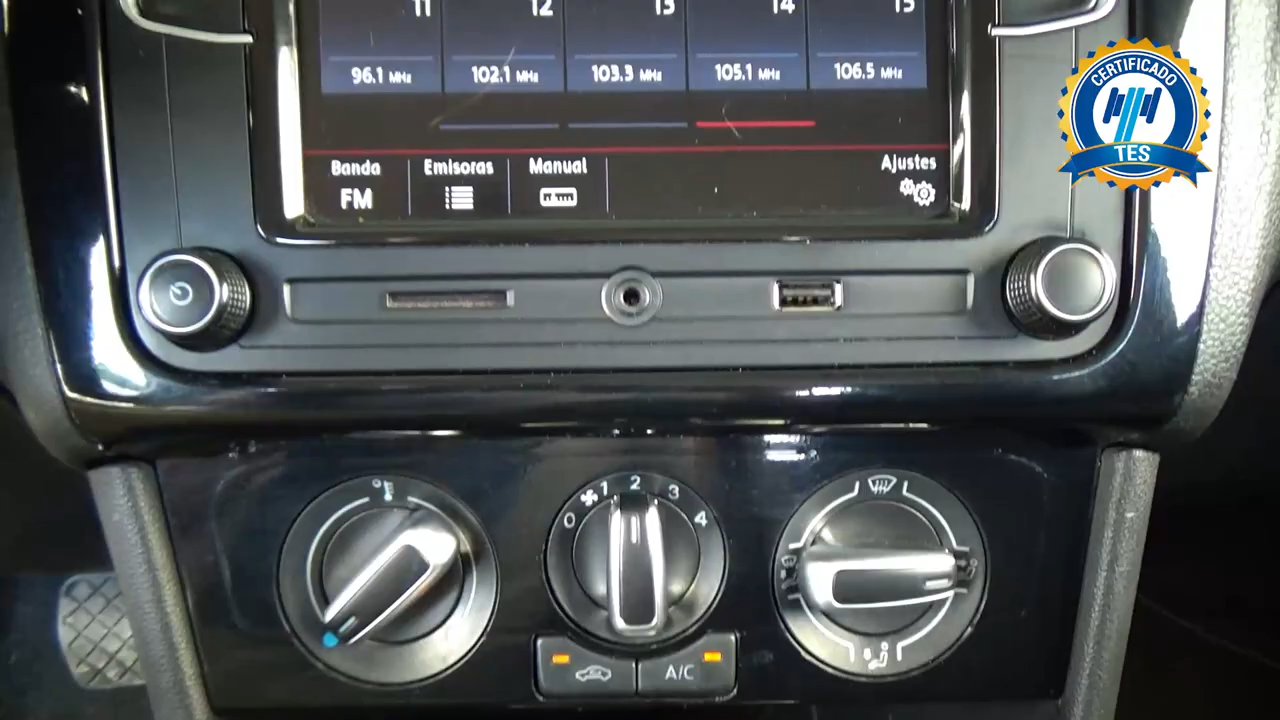 11 12 13 14 15
96.1 MHz 102.1 MHz 103.3 MHz 105.1 MHz 106.5 MHz
Banda Emisoras Manual Ajustes
FM
CERTIFICADO
TES
0 1 2 3 4
A/C